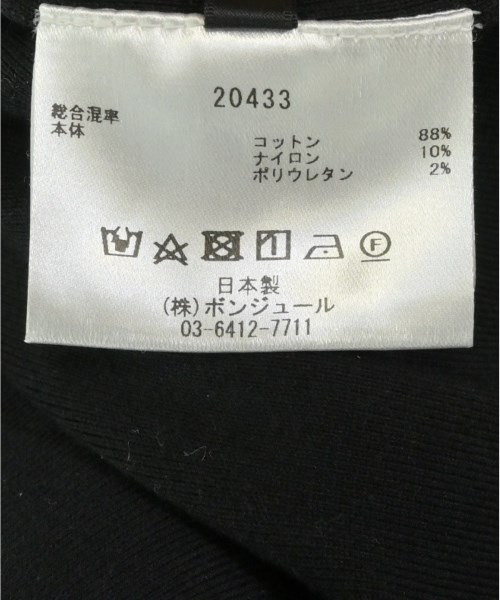 20433
総合混率
本体
コットン 88%
ナイロン 10%
ポリウレタン 2%
F
日本製
(株)ボンジュール
03-6412-7711